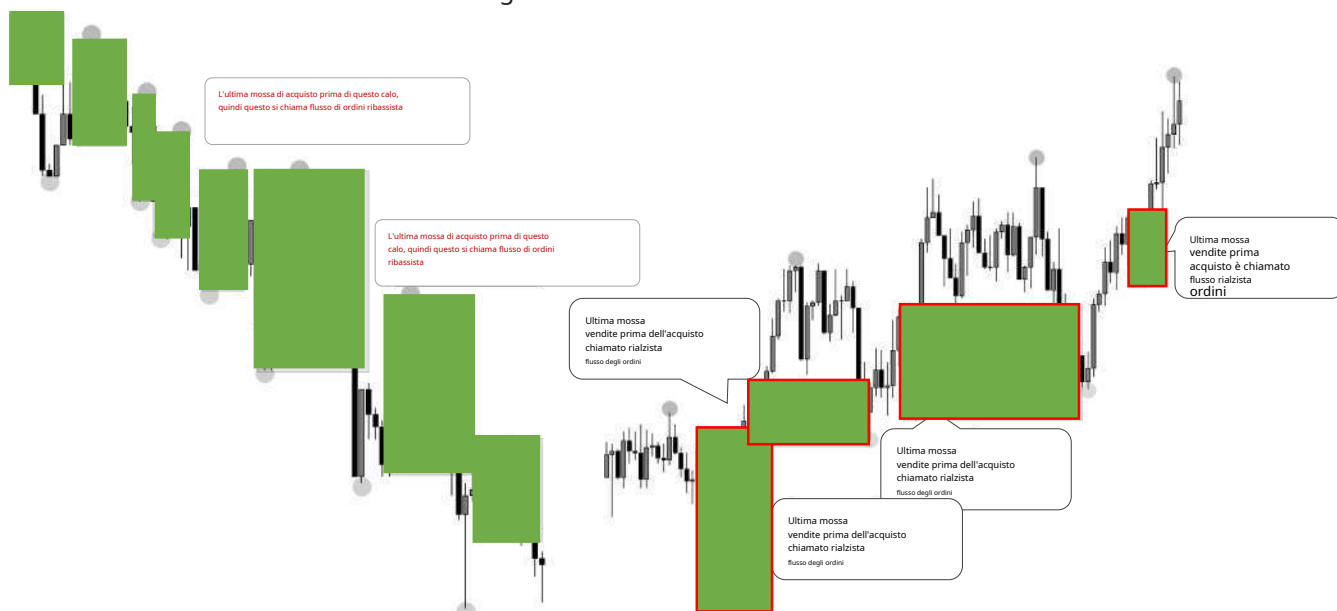 g
L'ultima mossa di acquisto prima di questo calo,
quindi questo si chiama flusso di ordini ribassista
L'ultima mossa di acquisto prima di questo
calo, quindi questo si chiama flusso di ordini
ribassista
Ultima mossa
vendite prima dell'acquisto
chiamato rialzista
flusso degli ordini
Ultima mossa
vendite prima
acquisto è chiamato
flusso rialzista
ordini
Ultima mossa
vendite prima dell'acquisto
chiamato rialzista
flusso degli ordini
Ultima mossa
vendite prima dell'acquisto
chiamato rialzista
flusso degli ordini